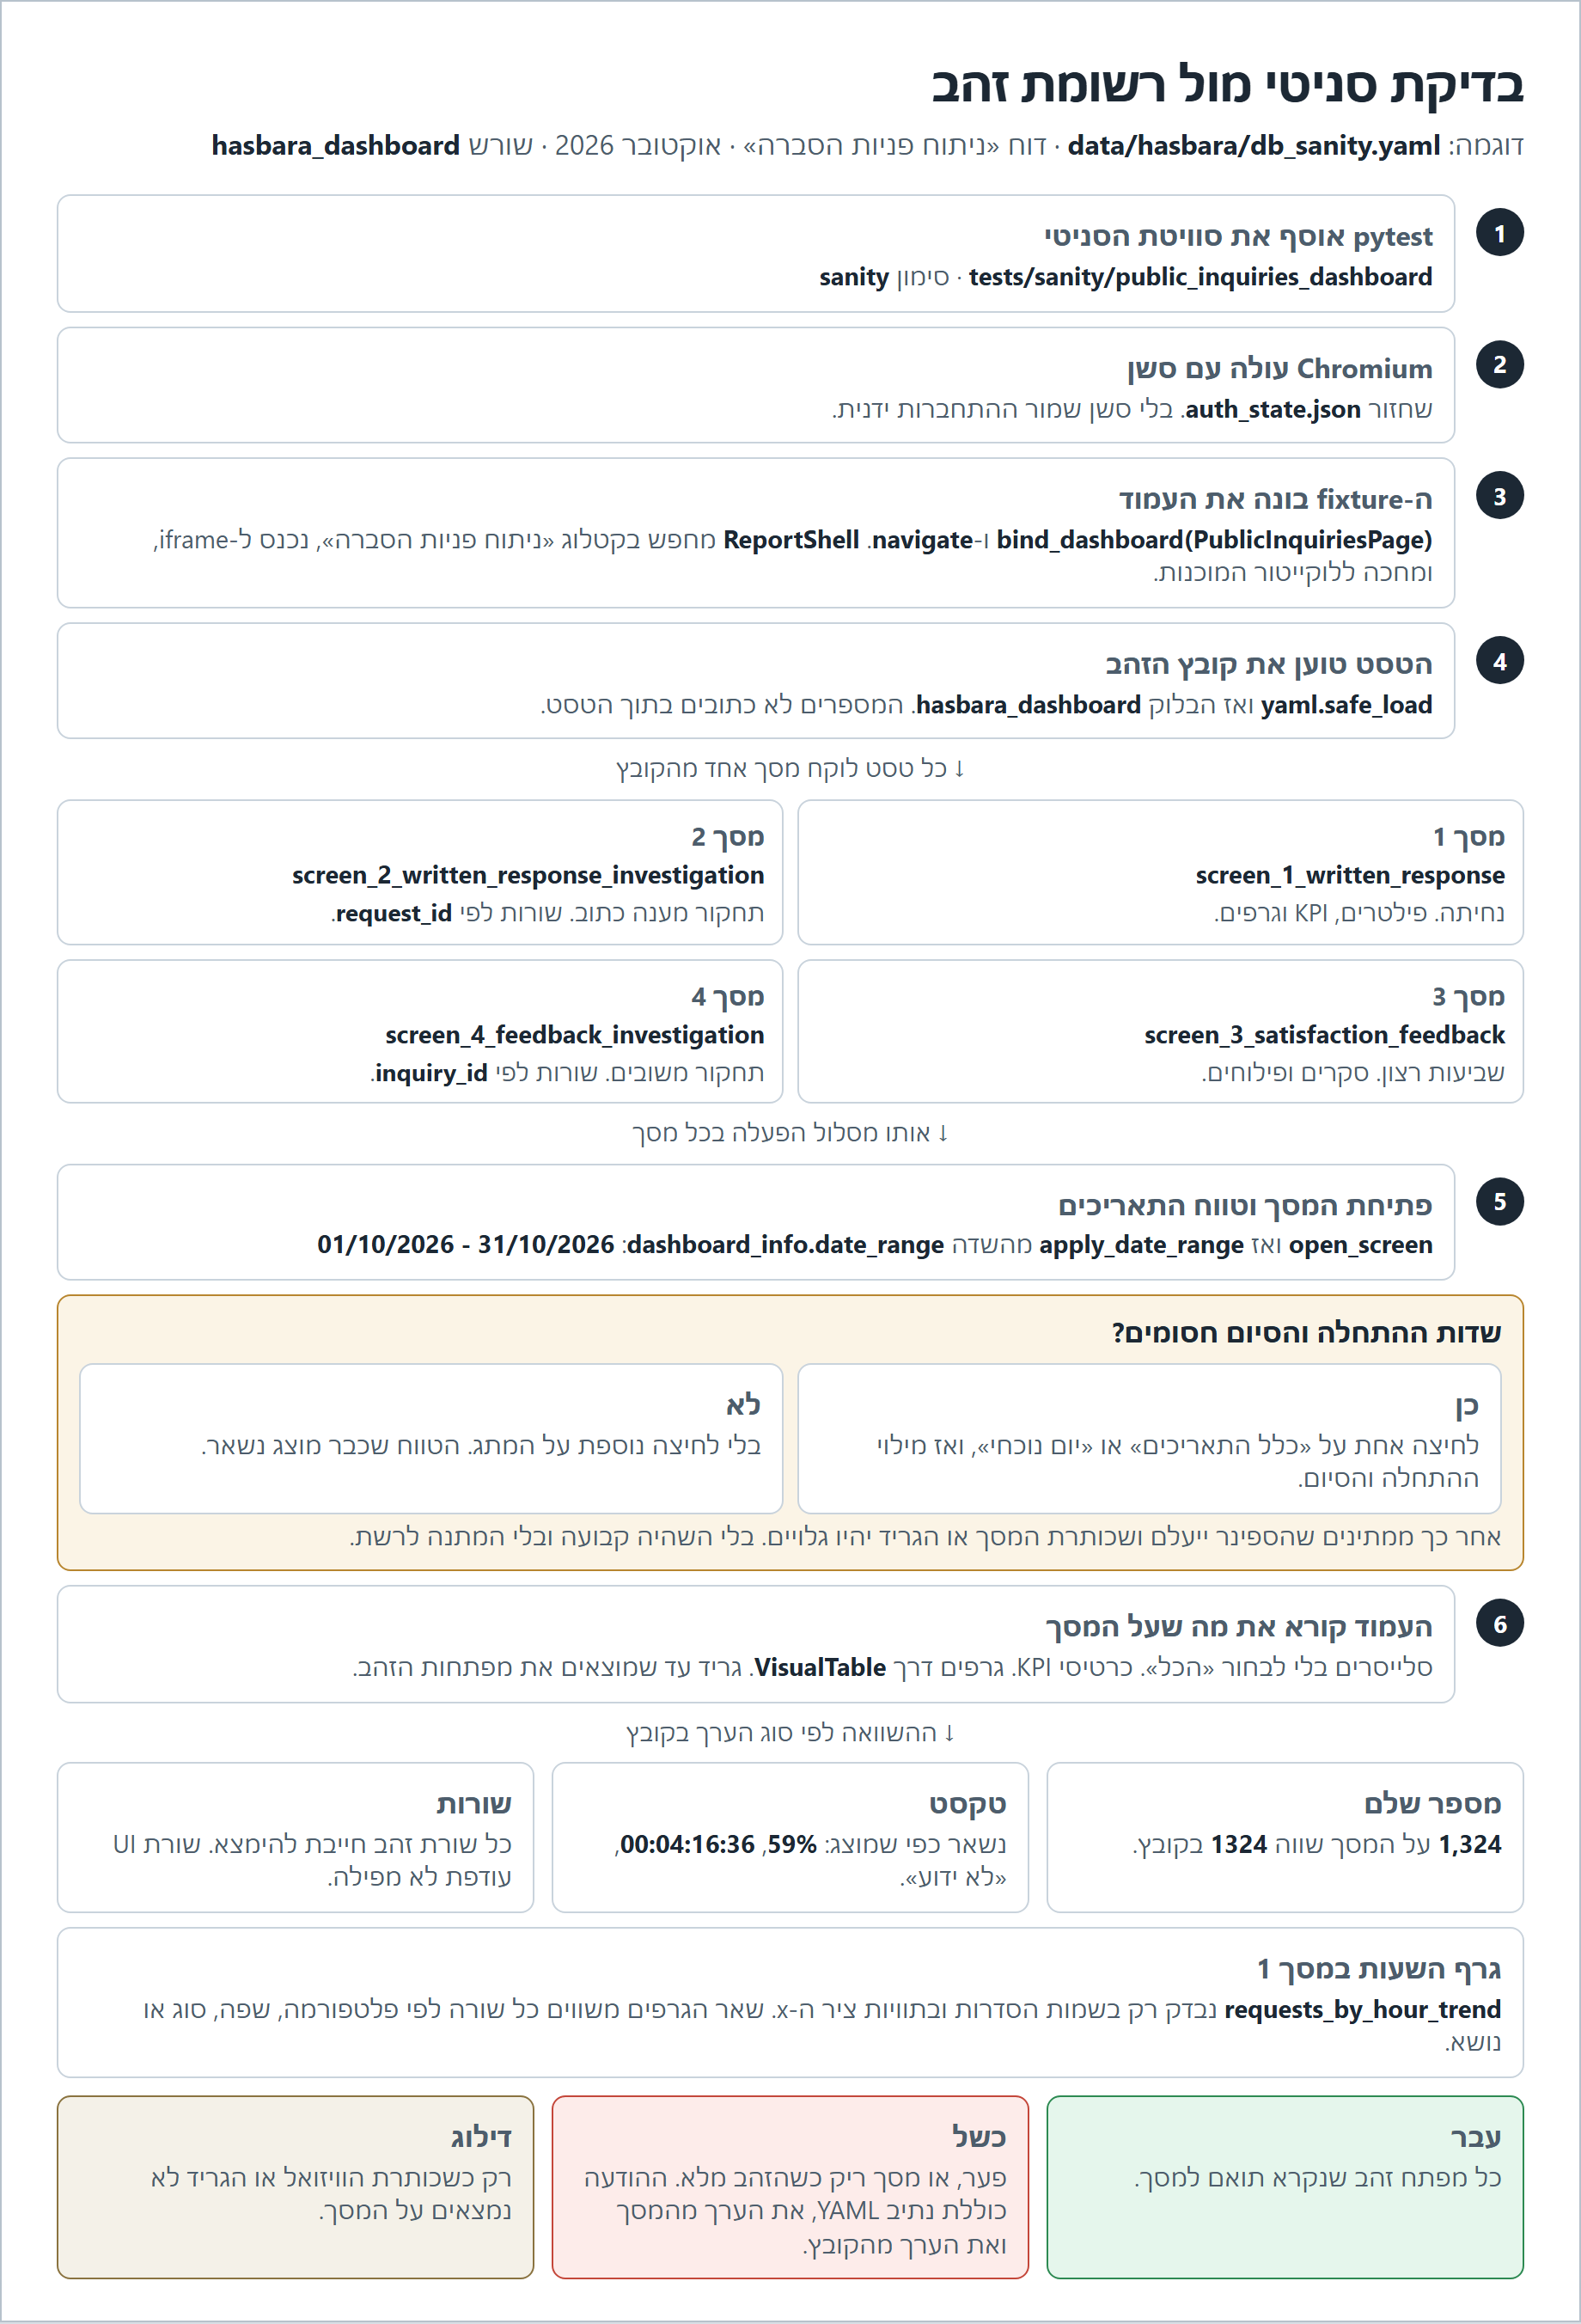 בדיקת סניטי מול רשומת זהב
דוגמה: data/hasbara/db_sanity.yaml · דוח «ניתוח פניות הסברה» · אוקטובר 2026 · שורש hasbara_dashboard
1
pytest אוסף את סוויטת הסניטי
tests/sanity/public_inquiries_dashboard · סימון sanity
2
Chromium עולה עם סשן
שחזור auth_state.json. בלי סשן שמור ההתחברות ידנית.
3
ה-fixture בונה את העמוד
bind_dashboard(PublicInquiriesPage) ו-navigate. ReportShell מחפש בקטלוג «ניתוח פניות הסברה», נכנס ל-iframe,
ומחכה ללוקייטור המוכנות.
4
הטסט טוען את קובץ הזהב
yaml.safe_load ואז הבלוק hasbara_dashboard. המספרים לא כתובים בתוך הטסט.
↓ כל טסט לוקח מסך אחד מהקובץ
מסך 1
screen_1_written_response
נחיתה. פילטרים, KPI וגרפים.
מסך 2
screen_2_written_response_investigation
תחקור מענה כתוב. שורות לפי request_id.
מסך 3
screen_3_satisfaction_feedback
שביעות רצון. סקרים ופילוחים.
מסך 4
screen_4_feedback_investigation
תחקור משובים. שורות לפי inquiry_id.
↓ אותו מסלול הפעלה בכל מסך
5
פתיחת המסך וטווח התאריכים
open_screen ואז apply_date_range מהשדה dashboard_info.date_range: 01/10/2026 - 31/10/2026
שדות ההתחלה והסיום חסומים?
כן
לחיצה אחת על «כלל התאריכים» או «יום נוכחי», ואז מילוי
ההתחלה והסיום.
לא
בלי לחיצה נוספת על המתג. הטווח שכבר מוצג נשאר.
אחר כך ממתינים שהספינר ייעלם ושכותרת המסך או הגריד יהיו גלויים. בלי השהיה קבועה ובלי המתנה לרשת.
6
העמוד קורא את מה שעל המסך
סלייסרים בלי לבחור «הכל». כרטיסי KPI. גרפים דרך VisualTable. גריד עד שמוצאים את מפתחות הזהב.
↓ ההשוואה לפי סוג הערך בקובץ
מספר שלם
1,324 על המסך שווה 1324 בקובץ.
טקסט
נשאר כפי שמוצג: 59%, 00:04:16:36,
«לא ידוע».
שורות
כל שורת זהב חייבת להימצא. שורת UI
עודפת לא מפילה.
גרף השעות במסך 1
requests_by_hour_trend נבדק רק בשמות הסדרות ובתוויות ציר ה-x. שאר הגרפים משווים כל שורה לפי פלטפורמה, שפה, סוג או
נושא.
עבר
כל מפתח זהב שנקרא תואם למסך.
כשל
פער, או מסך ריק כשהזהב מלא. ההודעה
כוללת נתיב YAML, את הערך מהמסך
ואת הערך מהקובץ.
דילוג
רק כשכותרת הוויזואל או הגריד לא
נמצאים על המסך.